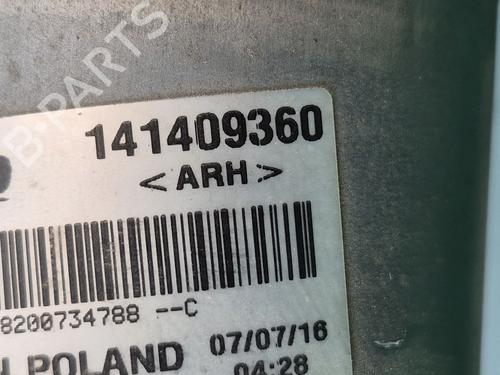 B-PARTS
141409360
<ARH>
8200734788 --C
POLAND 07/07/16
04:28